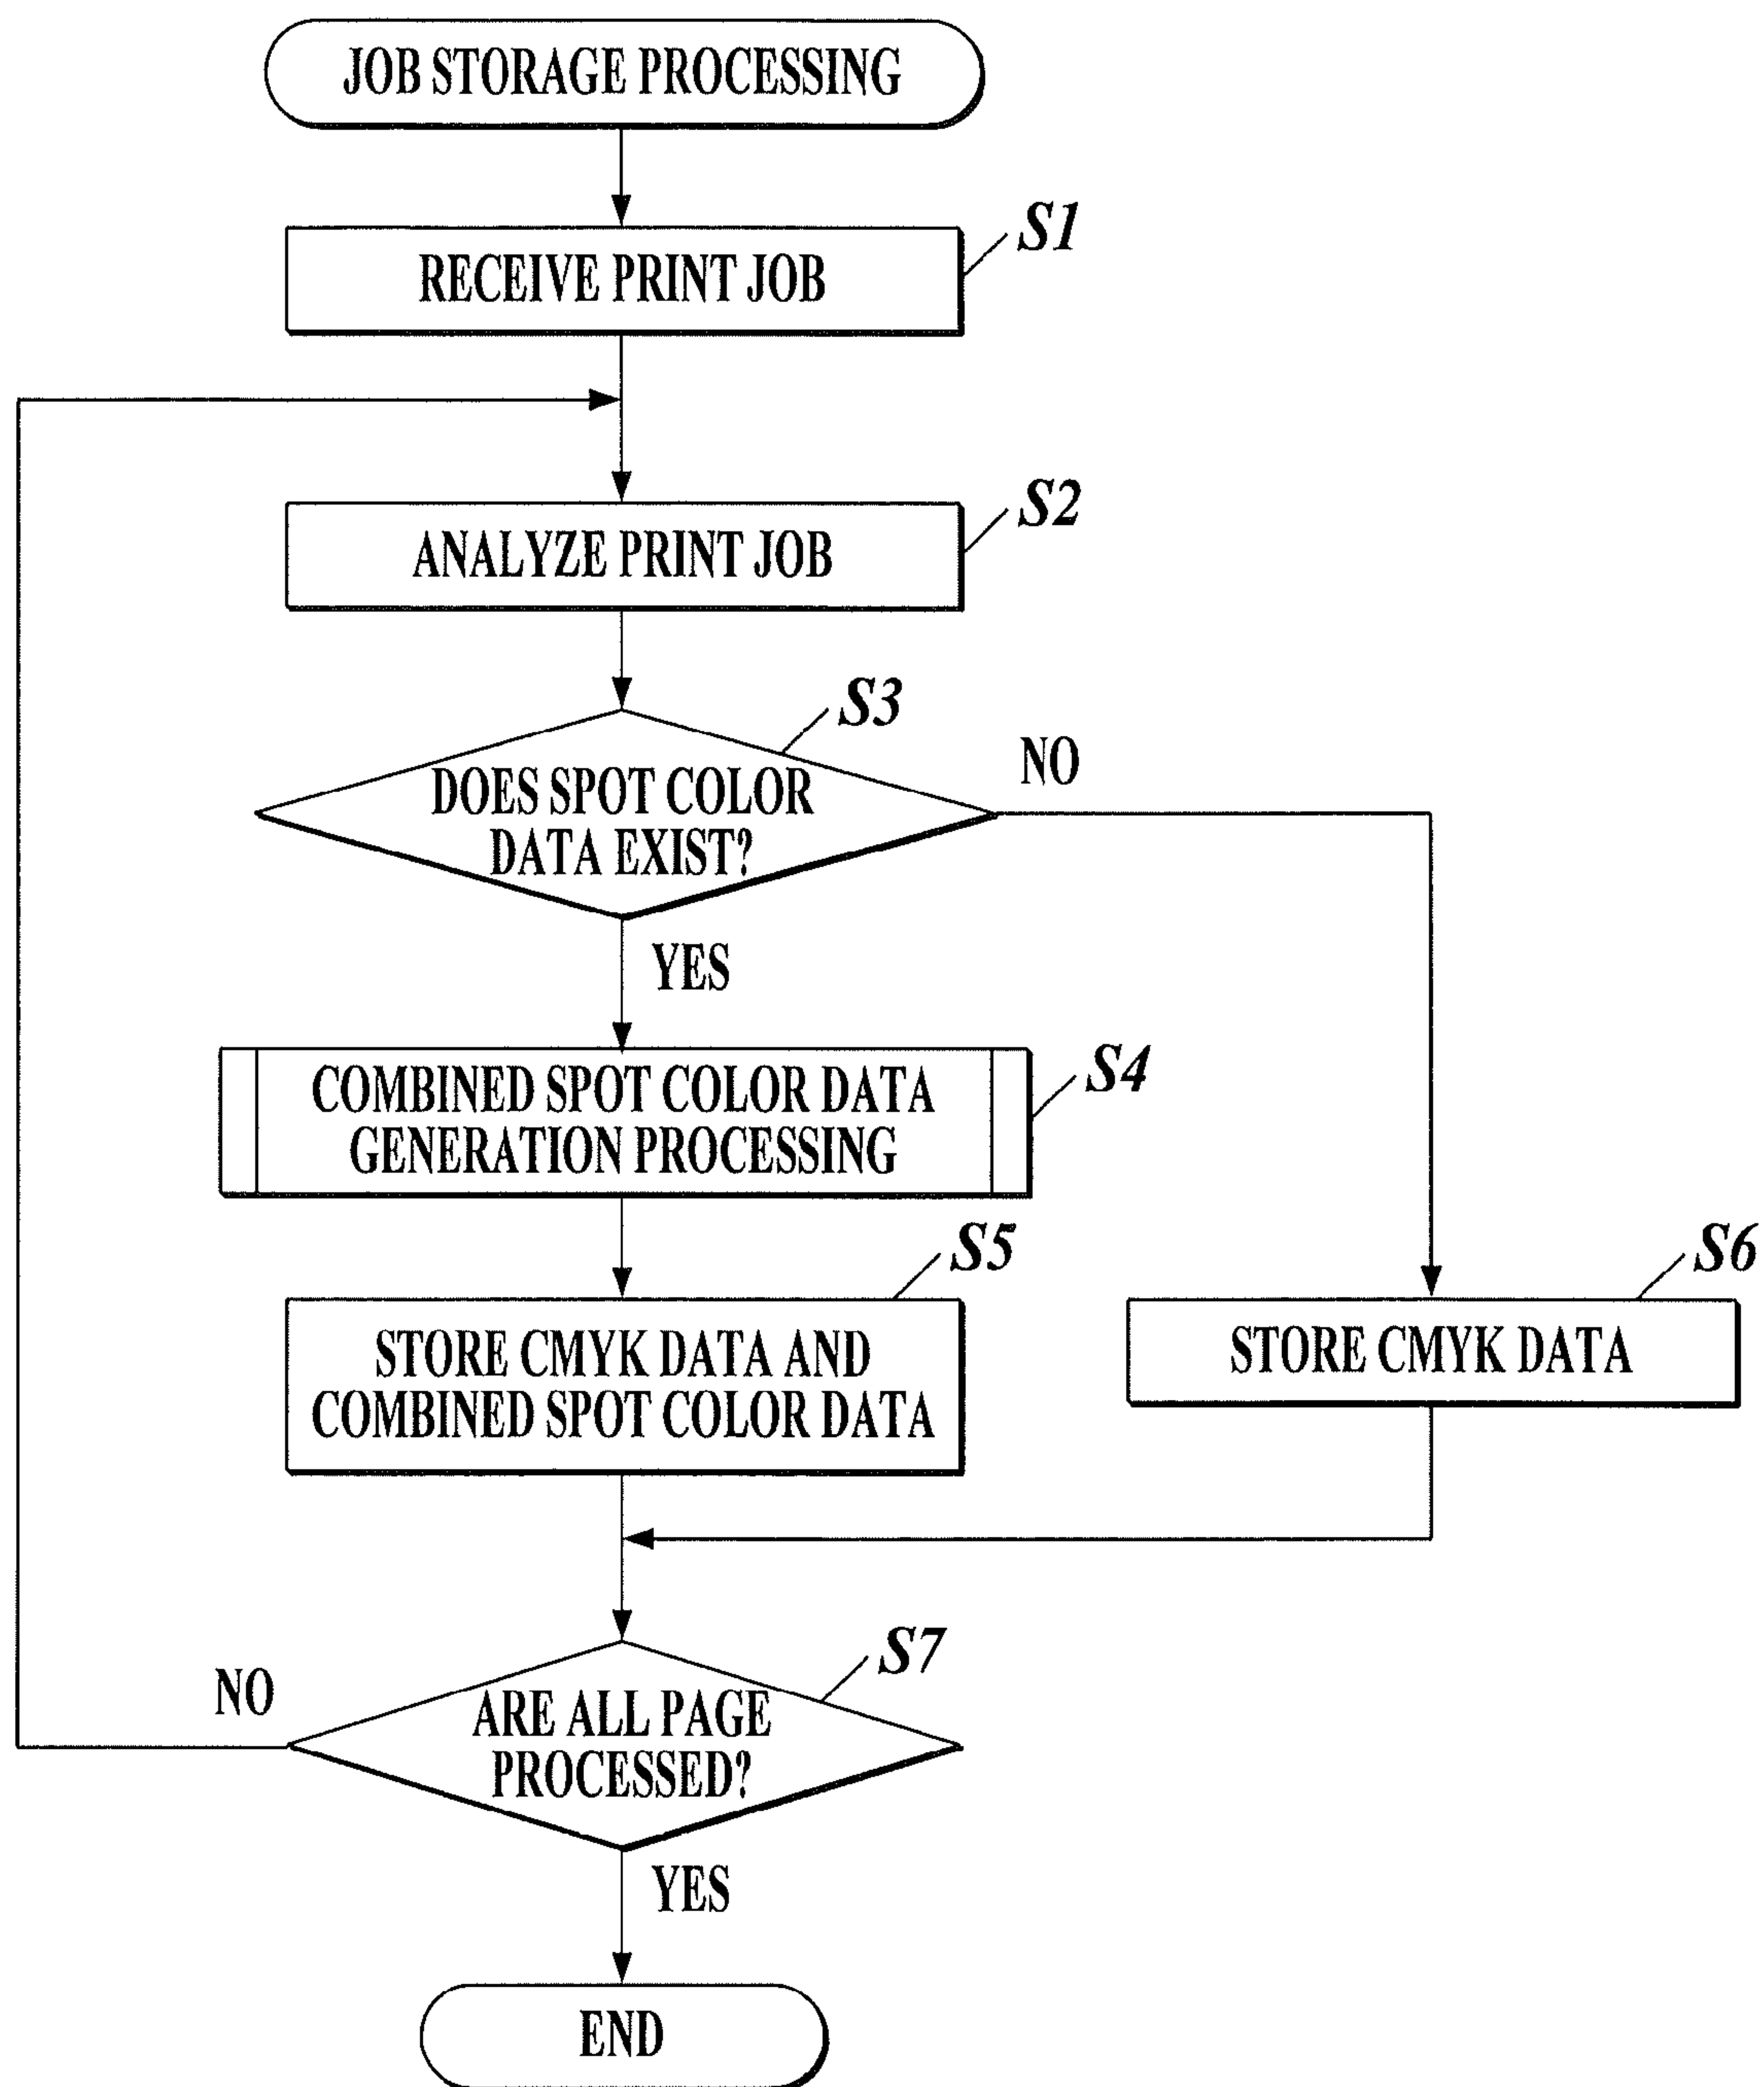 JOB STORAGE PROCESSING
S1
RECEIVE PRINT JOB
S2
ANALYZE PRINT JOB
S3
NO
DOES SPOT COLOR
DATA EXIST?
YES
S4
COMBINED SPOT COLOR DATA
GENERATION PROCESSING
S5
S6
STORE CMYK DATA AND
COMBINED SPOT COLOR DATA
STORE CMYK DATA
S7
NO
ARE ALL PAGE
PROCESSED?
YES
END